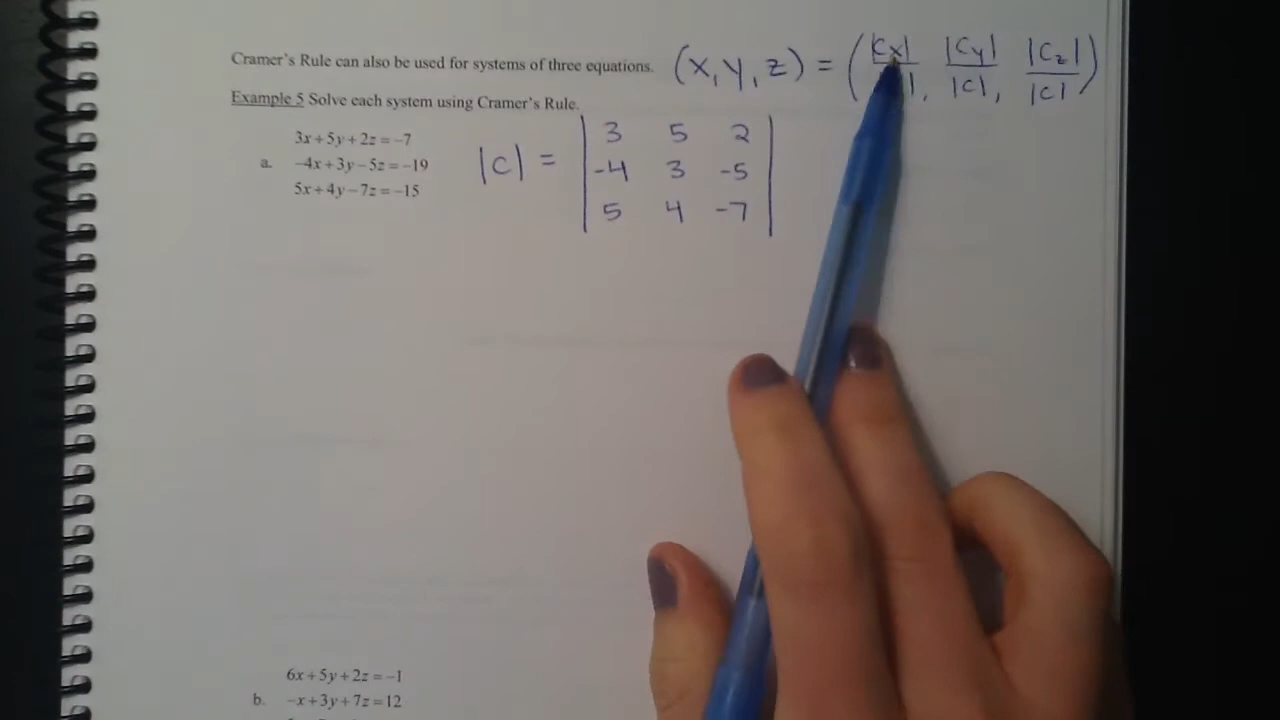 Cramer's Rule can also be used for systems of three equations. (x, y, z) = (|Cx|, |Cy|/|C|, |Cz|/|C|)
Example 5 Solve each system using Cramer's Rule.
3x+5y+2z=-7
a. -4x+3y-5z=-19
5x+4y-7z=-15
|C| =
3 5 2
-4 3 -5
5 4 -7
6x+5y+2z=-1
b. -x+3y+7z=12